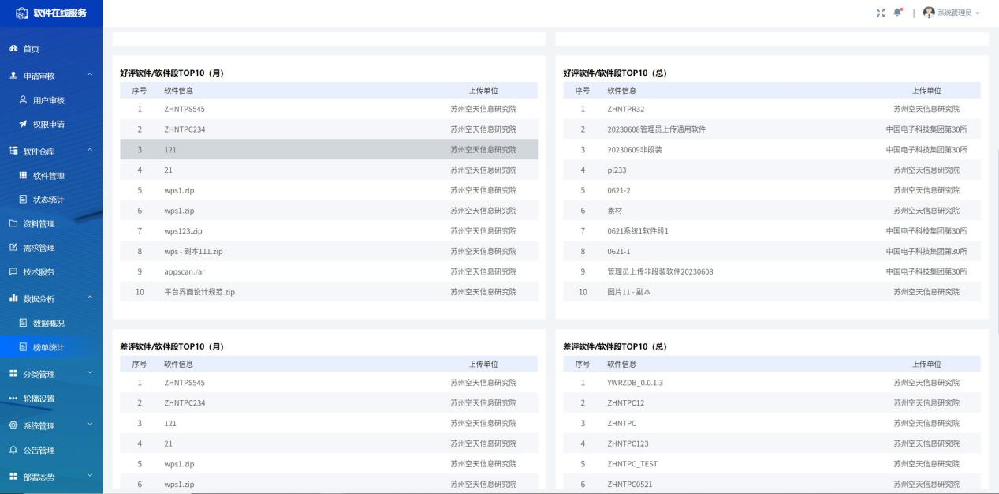 软件在线服务
系统管理员
首页
申请审核
用户审核
权限申请
软件仓库
软件管理
状态统计
资料管理
需求管理
技术服务
数据分析
数据概况
榜单统计
分类管理
轮播设置
系统管理
公告管理
部署态势
好评软件/软件段TOP10（月）
序号 软件信息 上传单位
1 ZHNTPS545 苏州空天信息研究院
2 ZHNTPC234 苏州空天信息研究院
3 121 苏州空天信息研究院
4 21 苏州空天信息研究院
5 wps1.zip 苏州空天信息研究院
6 wps1.zip 苏州空天信息研究院
7 wps123.zip 苏州空天信息研究院
8 wps - 副本111.zip 苏州空天信息研究院
9 appscan.rar 苏州空天信息研究院
10 平台界面设计规范.zip 苏州空天信息研究院
好评软件/软件段TOP10（总）
序号 软件信息 上传单位
1 ZHNTPR32 苏州空天信息研究院
2 20230608管理员上传通用软件 中国电子科技集团第30所
3 20230609非段装 中国电子科技集团第30所
4 pl233 苏州空天信息研究院
5 0621-2 苏州空天信息研究院
6 素材 苏州空天信息研究院
7 0621系统1软件段1 中国电子科技集团第30所
8 0621-1 中国电子科技集团第30所
9 管理员上传非段装软件20230608 中国电子科技集团第30所
10 图片11 - 副本 苏州空天信息研究院
差评软件/软件段TOP10（月）
序号 软件信息 上传单位
1 ZHNTPS545 苏州空天信息研究院
2 ZHNTPC234 苏州空天信息研究院
3 121 苏州空天信息研究院
4 21 苏州空天信息研究院
5 wps1.zip 苏州空天信息研究院
6 wps1.zip 苏州空天信息研究院
差评软件/软件段TOP10（总）
序号 软件信息 上传单位
1 YWRZDB_0.0.1.3 苏州空天信息研究院
2 ZHNTPC12 苏州空天信息研究院
3 ZHNTPC 苏州空天信息研究院
4 ZHNTPC123 苏州空天信息研究院
5 ZHNTPC_TEST 苏州空天信息研究院
6 ZHNTPC0521 苏州空天信息研究院